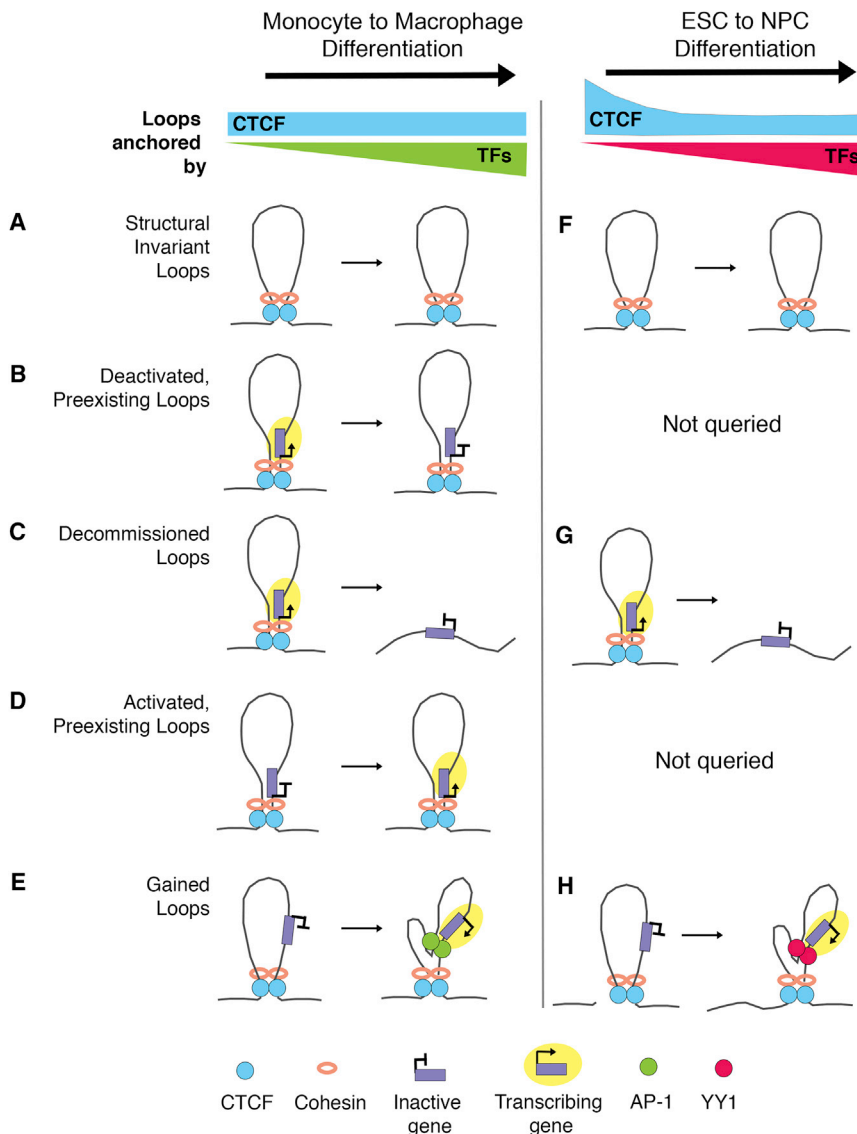 Monocyte to Macrophage
Differentiation
ESC to NPC
Differentiation
Loops
anchored
by
CTCF
TFs
CTCF
TFs
A
Structural
Invariant
Loops
F
B
Deactivated,
Preexisting Loops
Not queried
C
Decommissioned
Loops
G
D
Activated,
Preexisting Loops
Not queried
E
Gained
Loops
H
CTCF
Cohesin
Inactive
gene
Transcribing
gene
AP-1
YY1